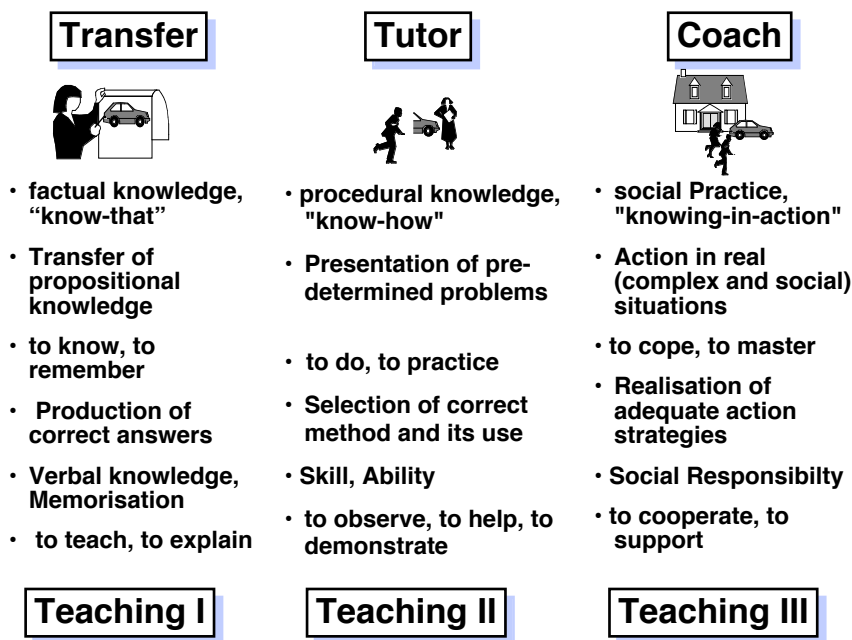 Transfer
• factual knowledge,
“know-that”
• Transfer of
propositional
knowledge
• to know, to
remember
• Production of
correct answers
• Verbal knowledge,
Memorisation
• to teach, to explain
Teaching I
Tutor
• procedural knowledge,
"know-how"
• Presentation of pre-
determined problems
• to do, to practice
• Selection of correct
method and its use
• Skill, Ability
• to observe, to help, to
demonstrate
Teaching II
Coach
• social Practice,
"knowing-in-action"
• Action in real
(complex and social)
situations
• to cope, to master
• Realisation of
adequate action
strategies
• Social Responsibilty
• to cooperate, to
support
Teaching III